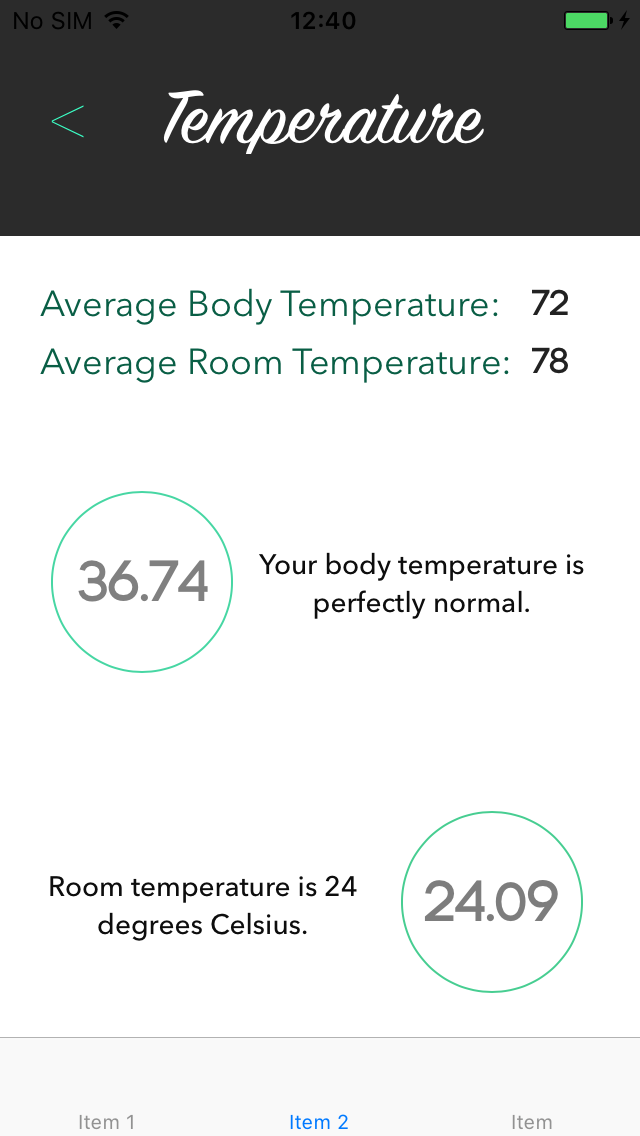 No SIM 12:40
< Temperature
Average Body Temperature: 72
Average Room Temperature: 78
36.74
Your body temperature is
perfectly normal.
Room temperature is 24
degrees Celsius.
24.09
Item 1 Item 2 Item